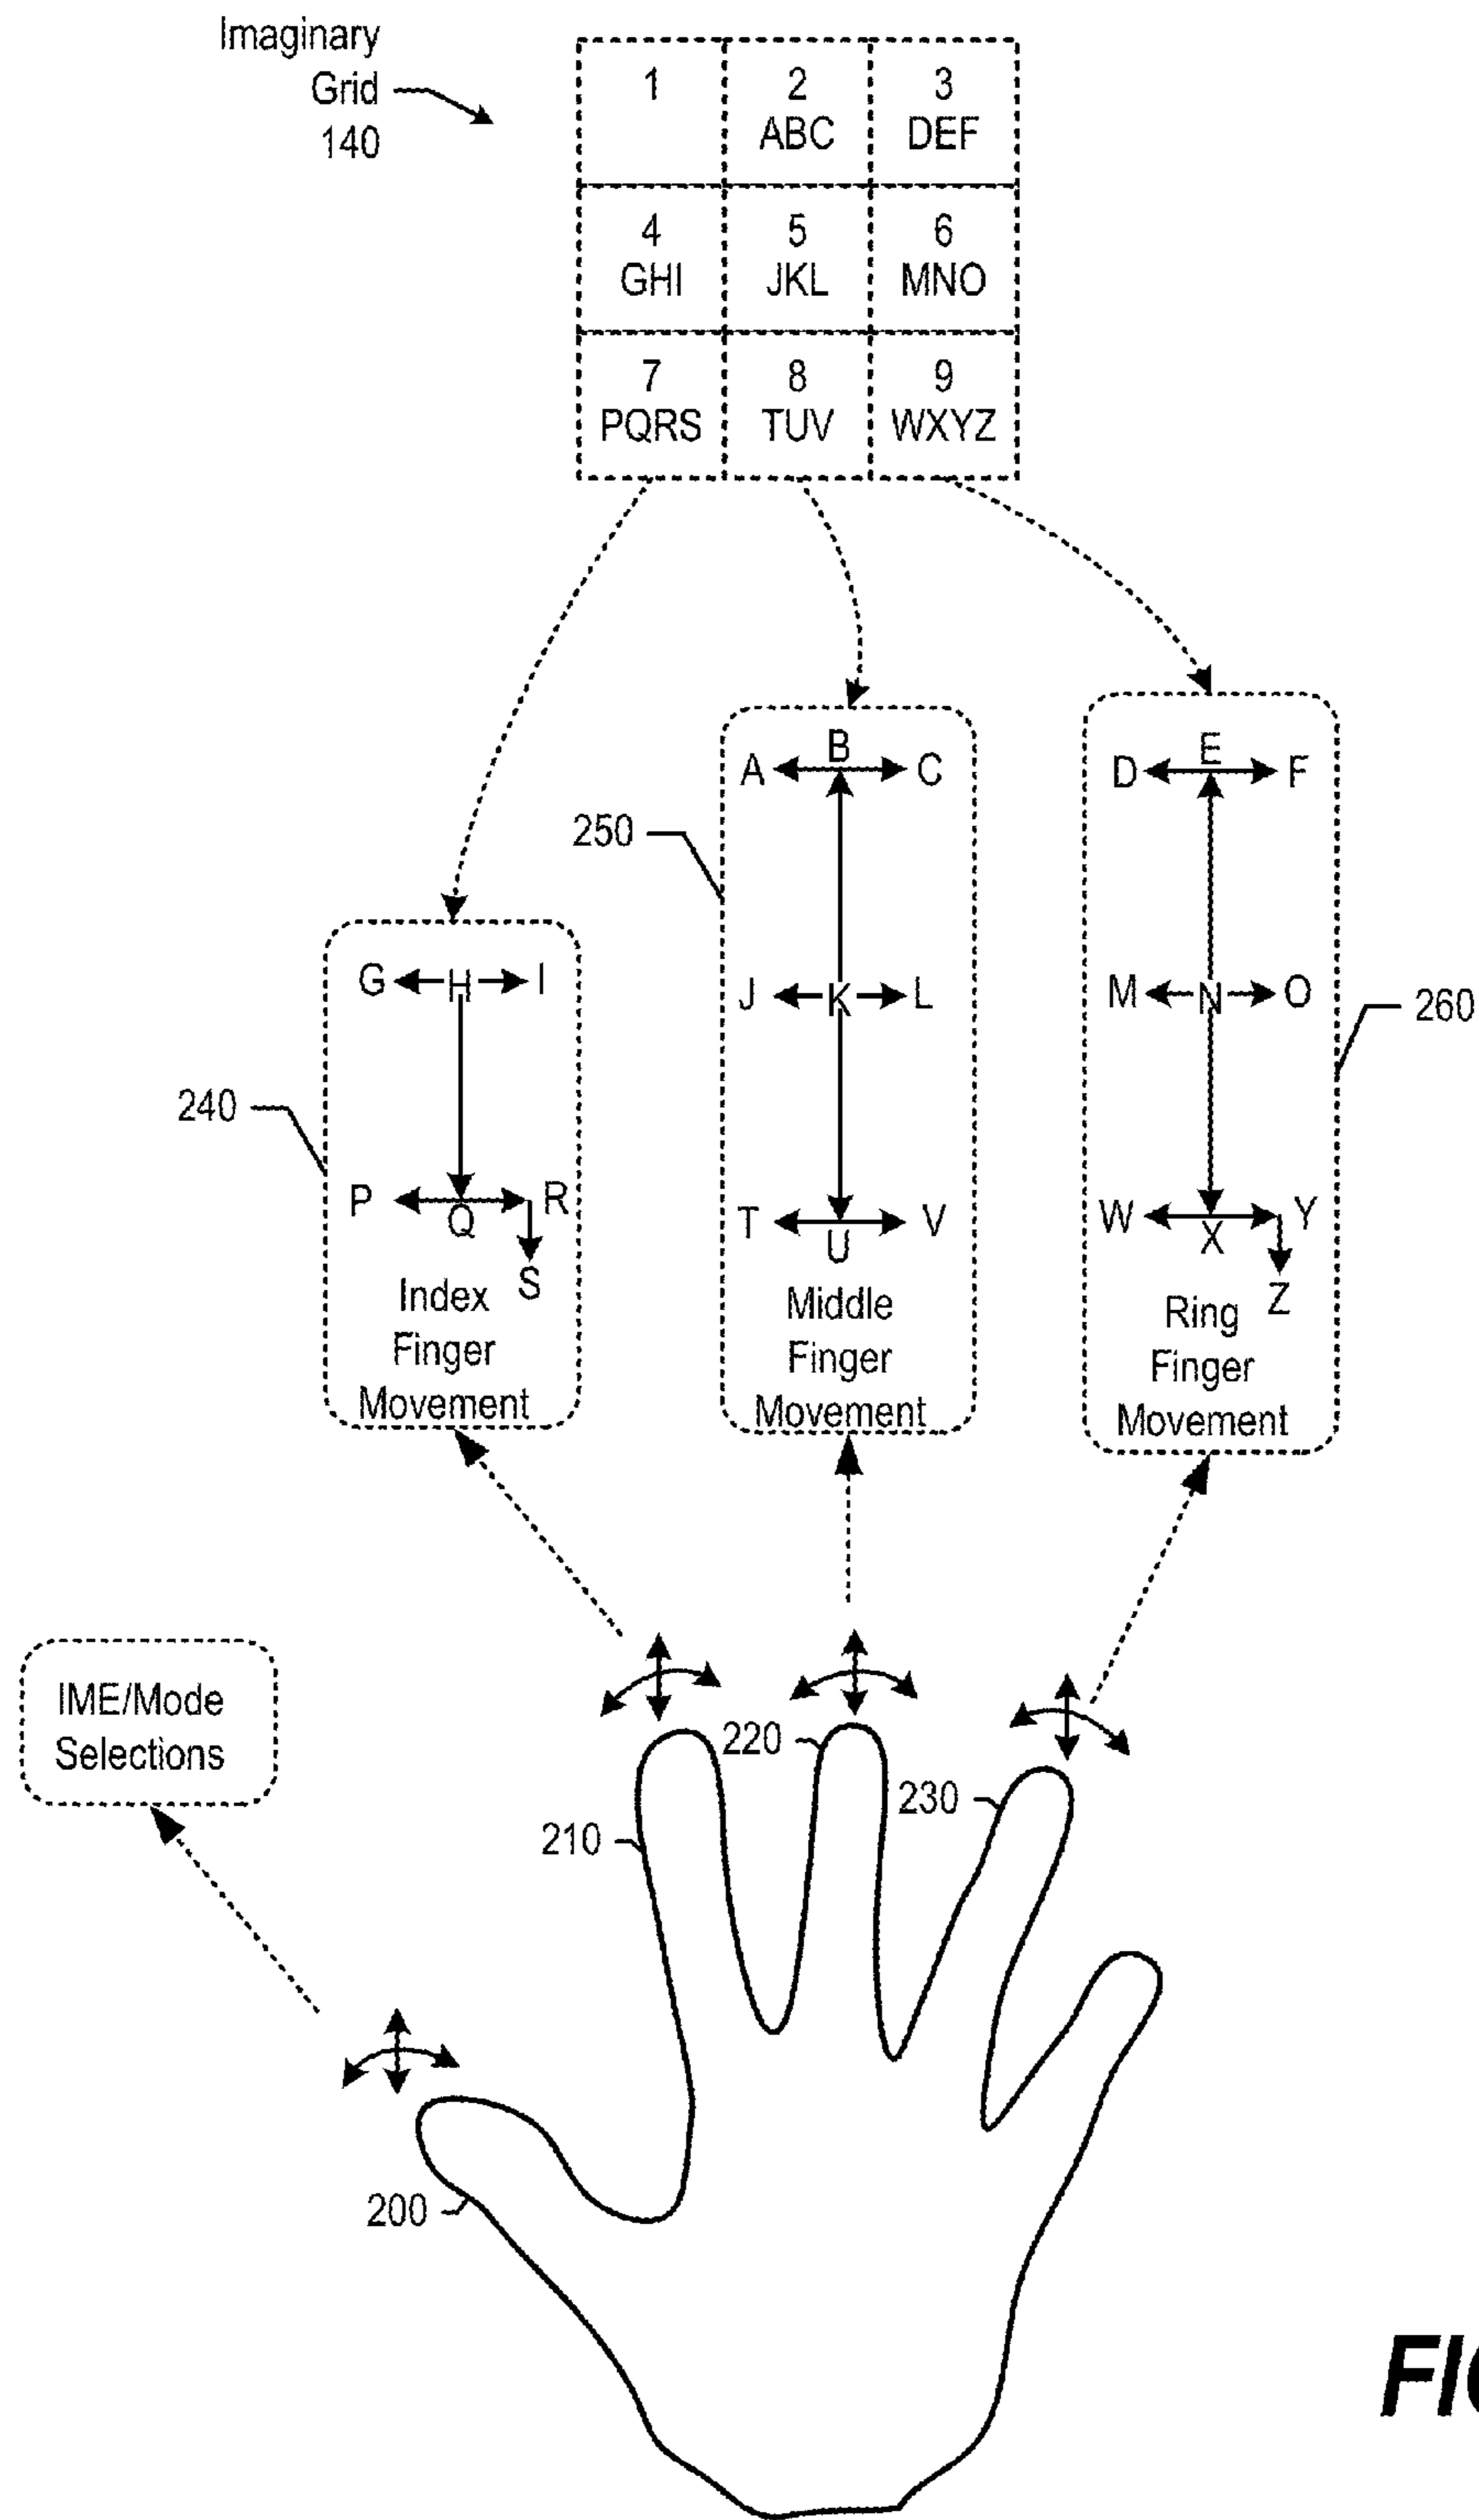 Imaginary
Grid
140
1 2 3
ABC DEF
4 5 6
GHI JKL MNO
7 8 9
PQRS TUV WXYZ
A B C
D E F
250
G H I
J K L
M N O
260
240
P Q R
S
T U V
W X Y
Z
Index
Finger
Movement
Middle
Finger
Movement
Ring
Finger
Movement
IME/Mode
Selections
210
220
230
200